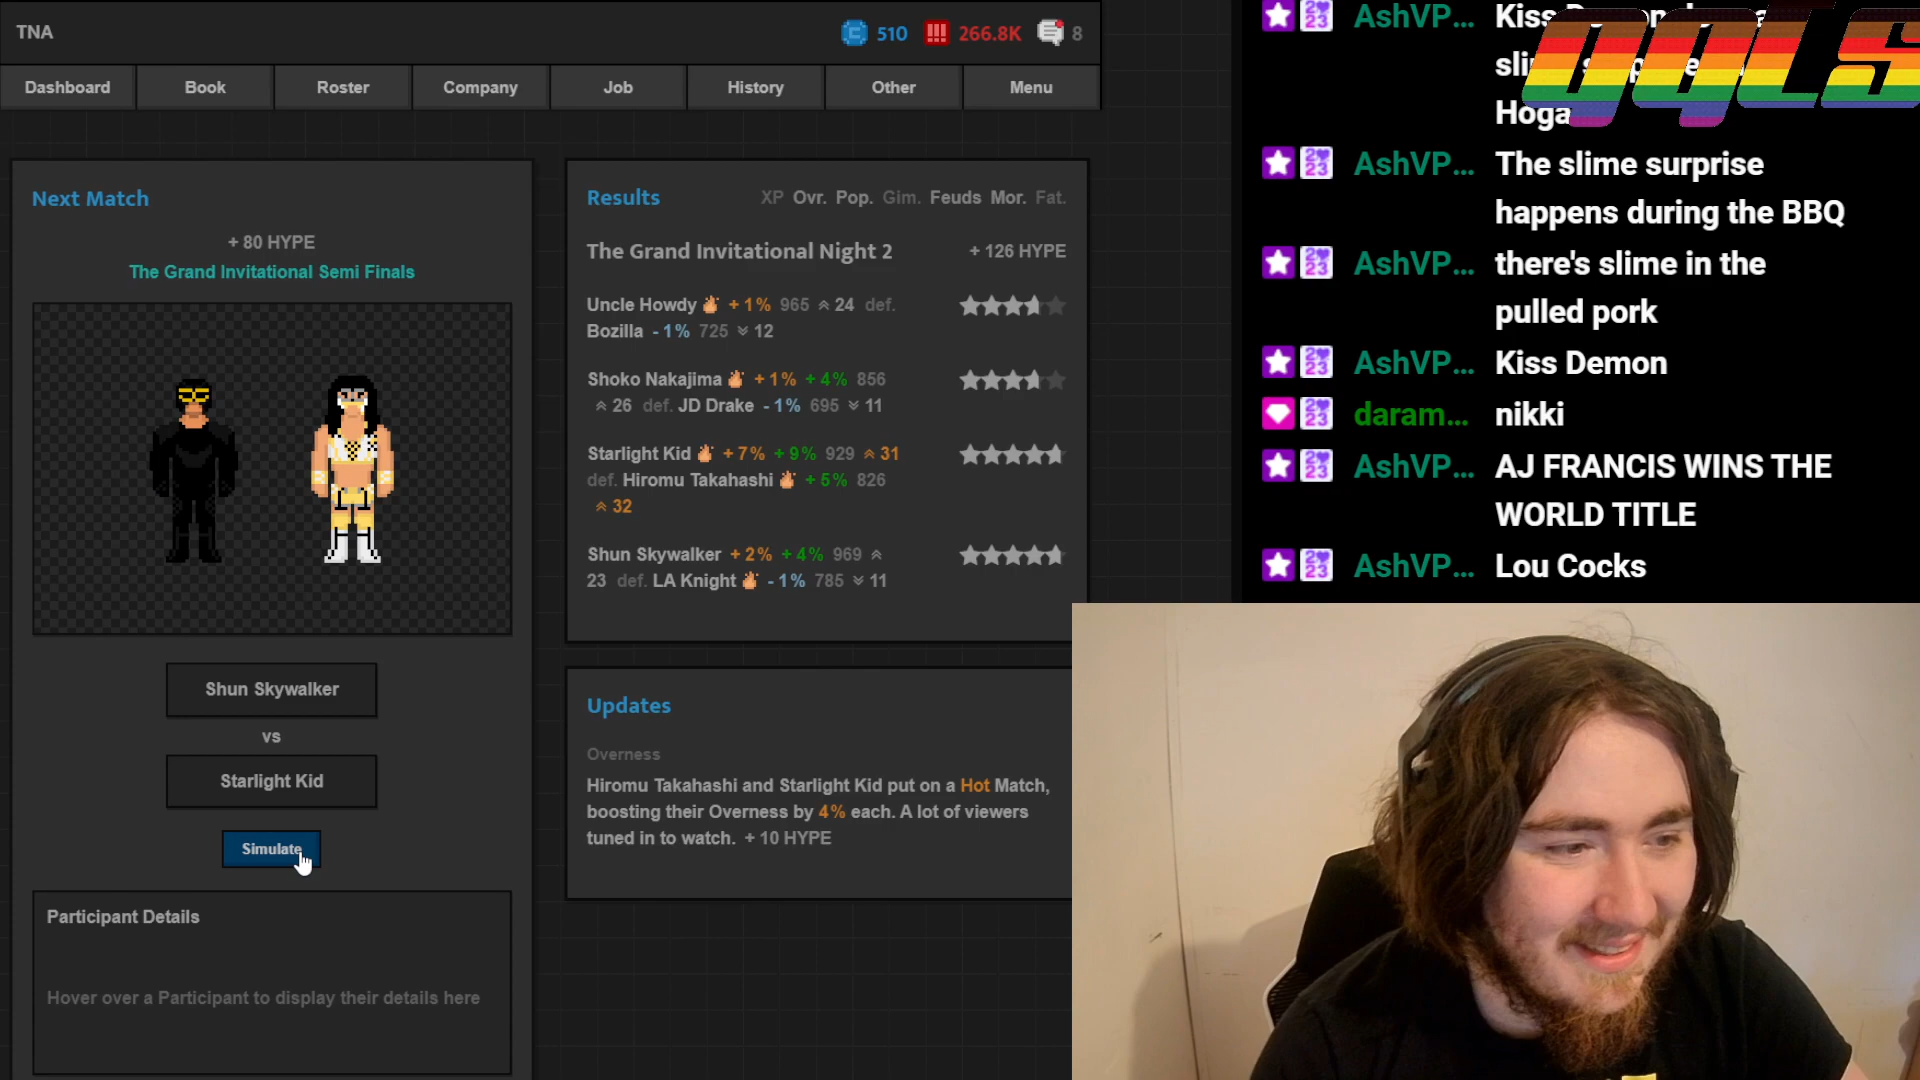 TNA
510
266.8K
8
Dashboard
Book
Roster
Company
Job
History
Other
Menu
Next Match
+ 80 HYPE
The Grand Invitational Semi Finals
Shun Skywalker
vs
Starlight Kid
Simulate
Participant Details
Hover over a Participant to display their details here
Results
XP Ovr. Pop. Gim. Feuds Mor. Fat.
The Grand Invitational Night 2
+ 126 HYPE
Uncle Howdy + 1% 965 24 def.
Bozilla - 1% 725 12
Shoko Nakajima + 1% + 4% 856
26 def. JD Drake - 1% 695 11
Starlight Kid + 7% + 9% 929 31
def. Hiromu Takahashi + 5% 826
32
Shun Skywalker + 2% + 4% 969
23 def. LA Knight - 1% 785 11
Updates
Overness
Hiromu Takahashi and Starlight Kid put on a Hot Match,
boosting their Overness by 4% each. A lot of viewers
tuned in to watch. + 10 HYPE
AshVP... Kiss
Hoga
AshVP... The slime surprise
happens during the BBQ
AshVP... there's slime in the
pulled pork
AshVP... Kiss Demon
daram... nikki
AshVP... AJ FRANCIS WINS THE
WORLD TITLE
AshVP... Lou Cocks